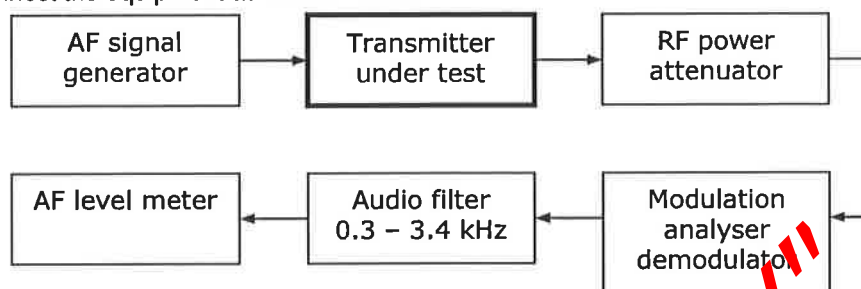 AF signal
generator
Transmitter
under test
RF power
attenuator
AF level meter
Audio filter
0.3 – 3.4 kHz
Modulation
analyser
demodulator